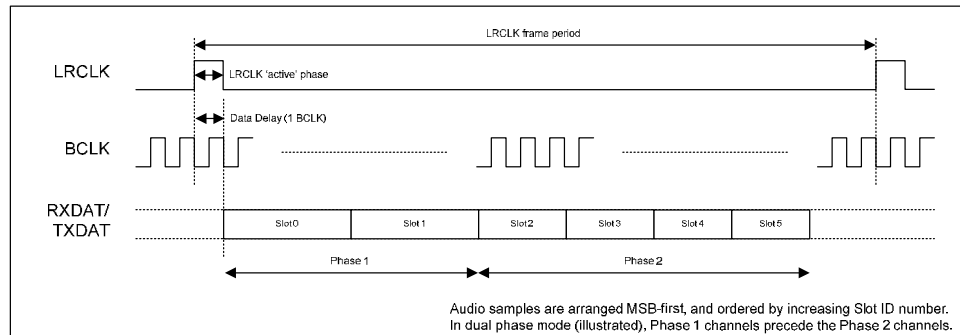 LRCLK frame period
LRCLK
LRCLK 'active' phase
Data Delay (1 BCLK)
BCLK
RXDAT/
TXDAT
Slot 0
Slot 1
Slot 2
Slot 3
Slot 4
Slot 5
Phase 1
Phase 2
Audio samples are arranged MSB-first, and ordered by increasing Slot ID number.
In dual phase mode (illustrated), Phase 1 channels precede the Phase 2 channels.